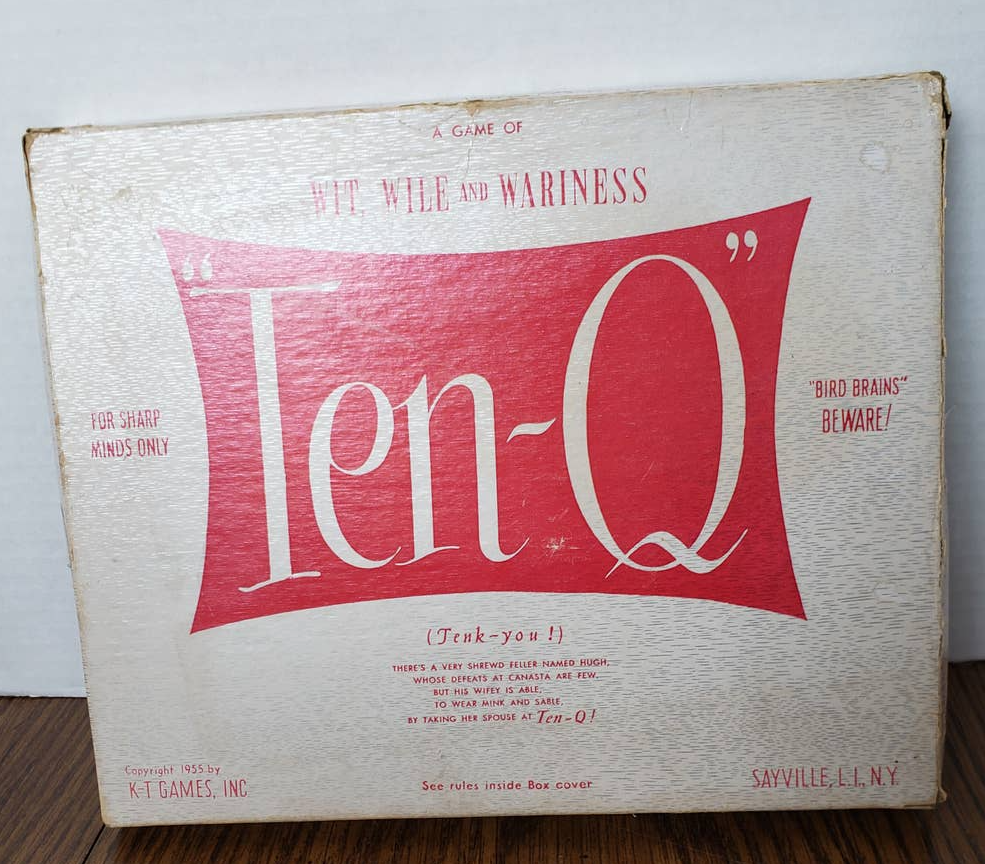 A GAME OF
WIT, WILE AND WARINESS
“Ten-Q”
FOR SHARP
MINDS ONLY
"BIRD BRAINS"
BEWARE!
(Tenk-you!)
THERE'S A VERY SHREWD FELLER NAMED HUGH,
WHOSE DEFEATS AT CANASTA ARE FEW,
BUT HIS WIFEY IS ABLE,
TO WEAR MINK AND SABLE,
BY TAKING HER SPOUSE AT Ten-Q!
Copyright 1955 by
K-T GAMES, INC
See rules inside Box cover
SAYVILLE, L.I., N.Y.